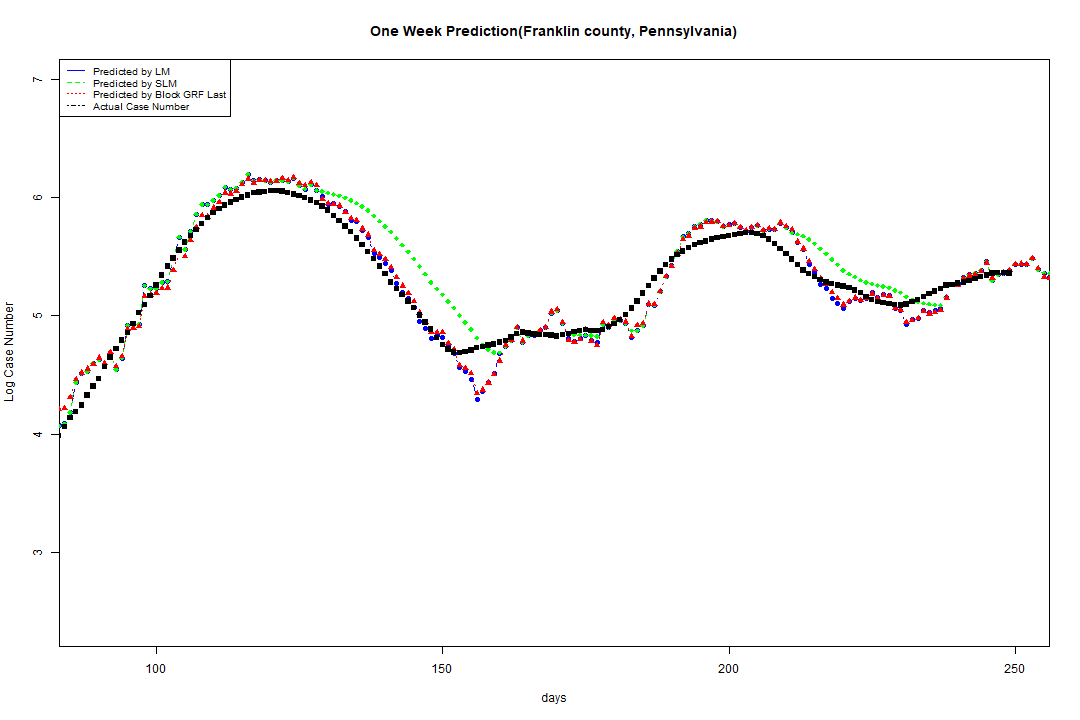 One Week Prediction(Franklin county, Pennsylvania)
Predicted by LM
Predicted by SLM
Predicted by Block GRF Last
Actual Case Number
7
6
5
4
3
Log Case Number
100
150
200
250
days